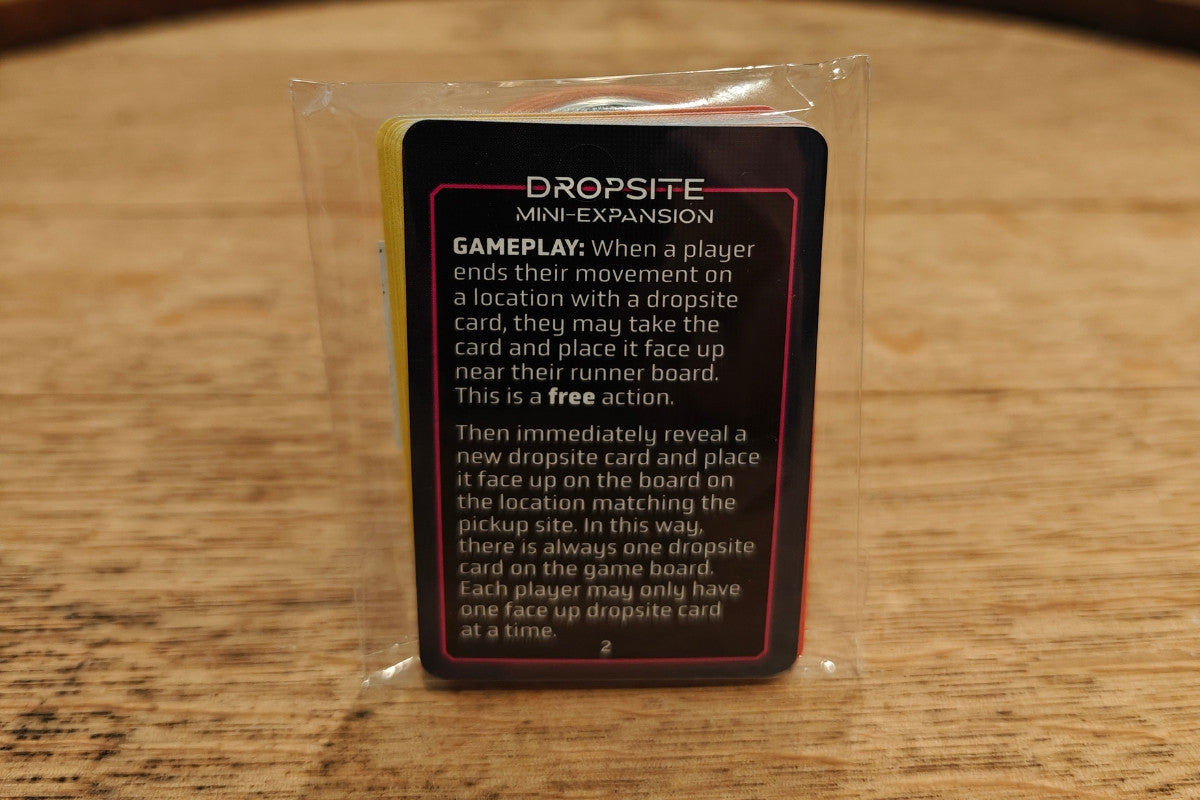 DROPSITE
MINI-EXPANSION
GAMEPLAY: When a player
ends their movement on
a location with a dropsite
card, they may take the
card and place it face up
near their runner board.
This is a free action.
Then immediately reveal a
new dropsite card and place
it face up on the board on
the location matching the
pickup site. In this way,
there is always one dropsite
card on the game board.
Each player may only have
one face up dropsite card
at a time.
2